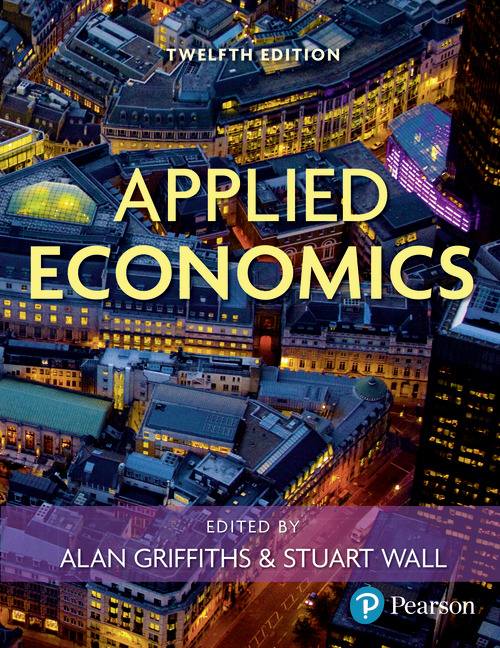 TWELFTH EDITION
APPLIED
ECONOMICS
EDITED BY
ALAN GRIFFITHS & STUART WALL
P Pearson